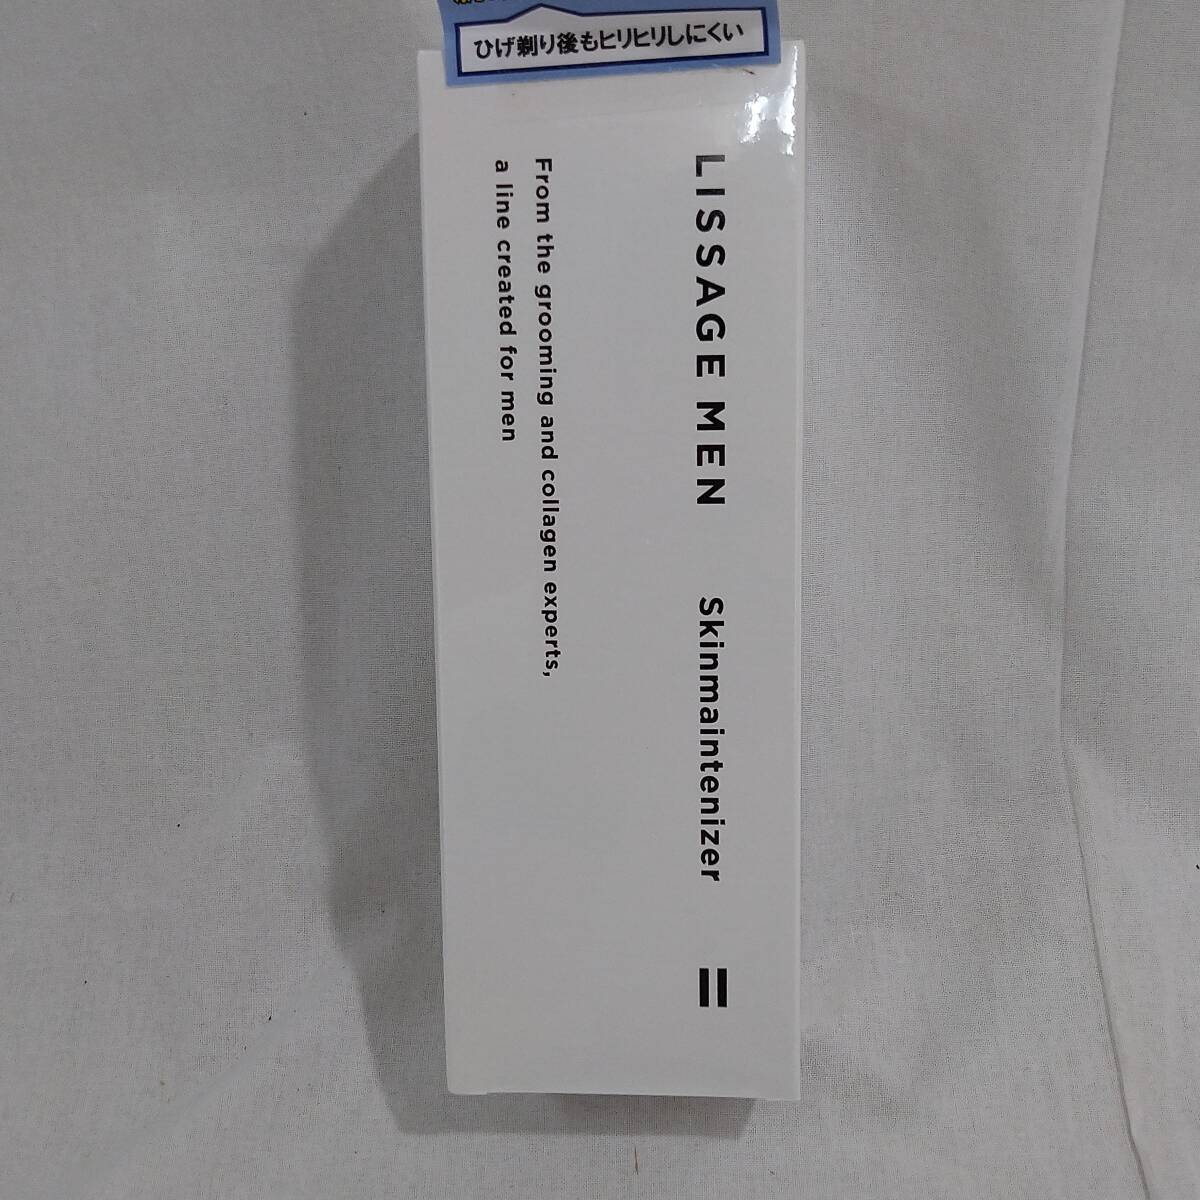 ひげ剃り後もヒリヒリしにくい
LISSAGE MEN Skinmaintenizer
From the grooming and collagen experts,
a line created for men